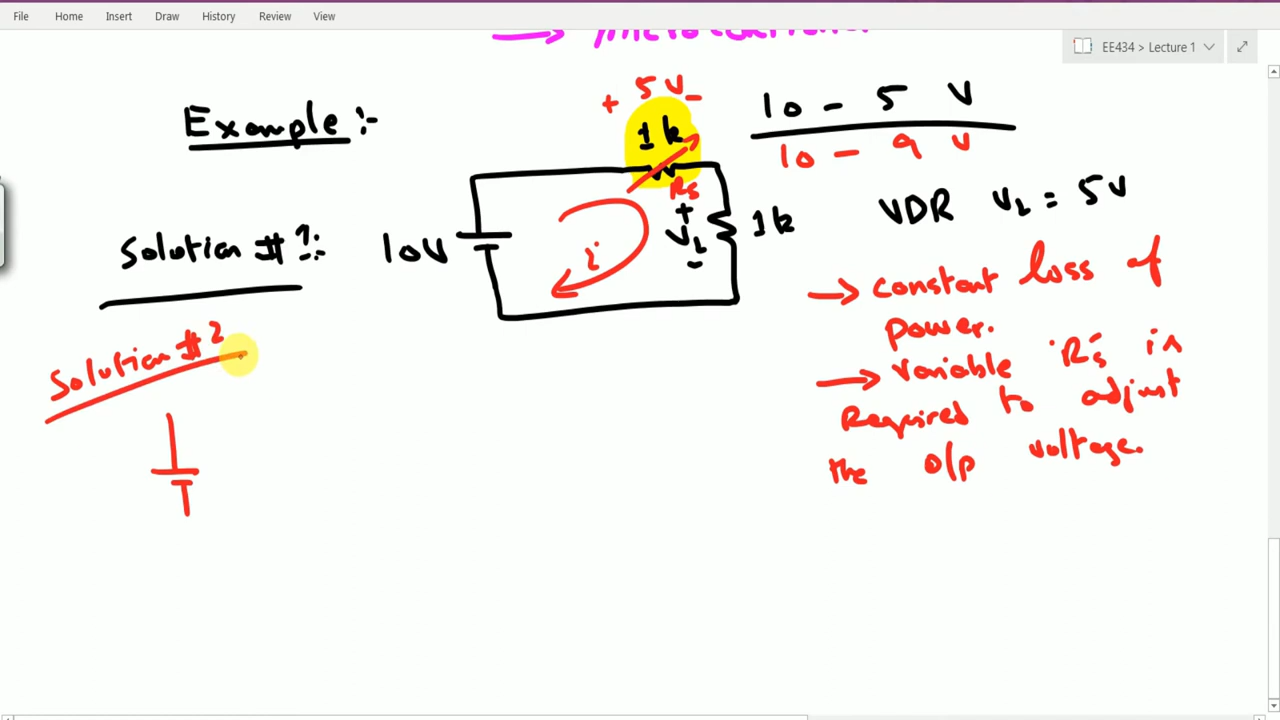 File Home Insert Draw History Review View
EE434 > Lecture 1
Example :-
+ 5 V -
1k
Rs
10 - 5 V
10 - 9 V
VDR VL = 5V
Solution # 1:
10V
i
+
VL
-
1k
→ constant loss of
power.
→ variable 'Rs' is
Required to adjust
the O/p voltage.
Solution # 2